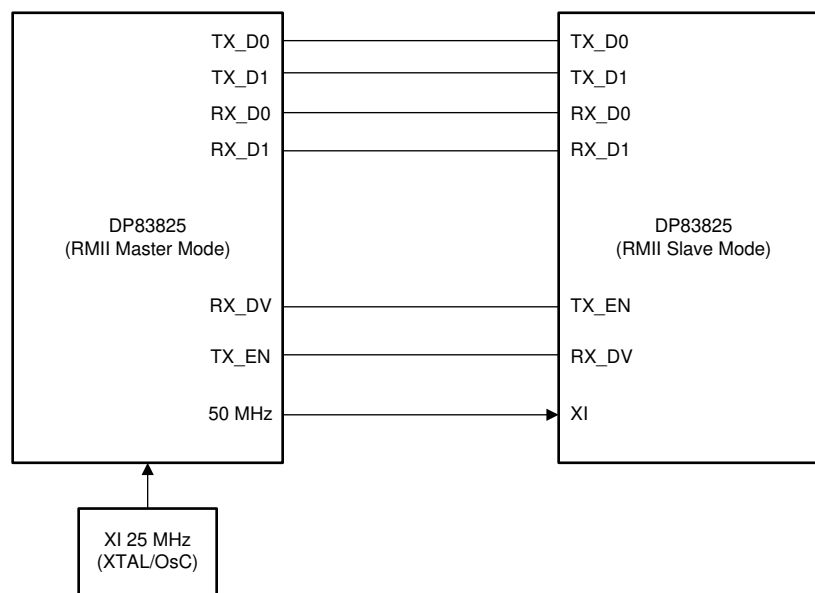 TX_D0 TX_D0
TX_D1 TX_D1
RX_D0 RX_D0
RX_D1 RX_D1
DP83825 DP83825
(RMII Master Mode) (RMII Slave Mode)
RX_DV TX_EN
TX_EN RX_DV
50 MHz XI
XI 25 MHz
(XTAL/OsC)